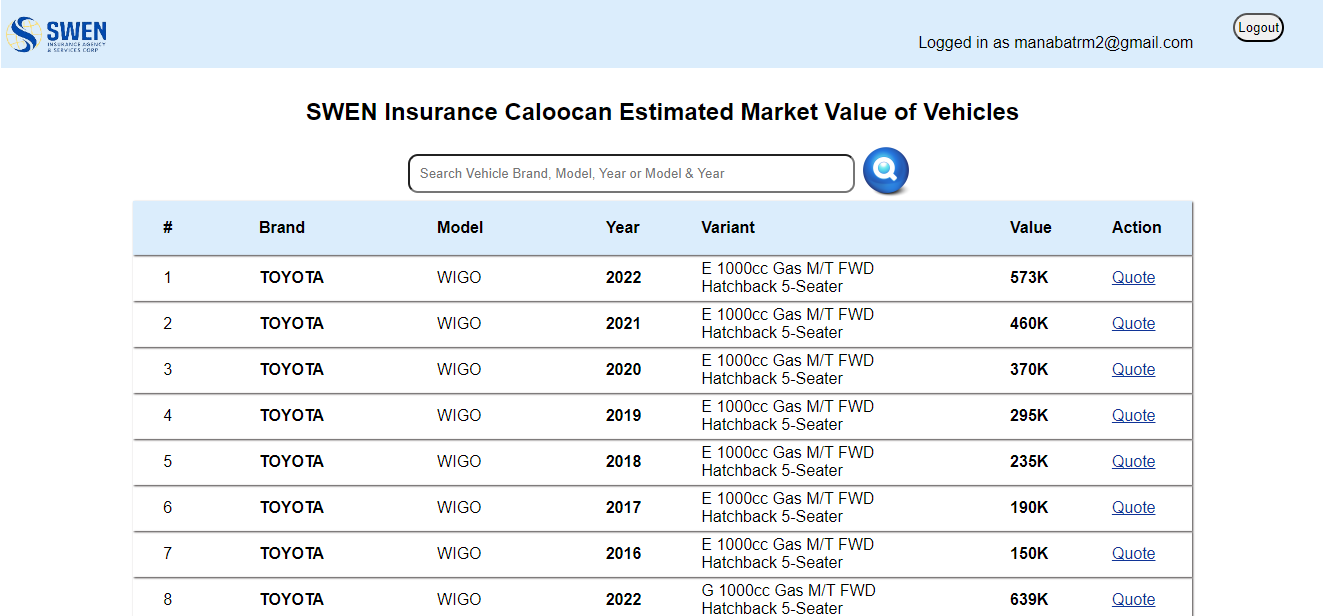 SWEN
INSURANCE AGENCY
& SERVICES CORP
Logged in as manabatrm2@gmail.com
Logout
SWEN Insurance Caloocan Estimated Market Value of Vehicles
Search Vehicle Brand, Model, Year or Model & Year
# Brand Model Year Variant Value Action
1 TOYOTA WIGO 2022 E 1000cc Gas M/T FWD 573K Quote
Hatchback 5-Seater
2 TOYOTA WIGO 2021 E 1000cc Gas M/T FWD 460K Quote
Hatchback 5-Seater
3 TOYOTA WIGO 2020 E 1000cc Gas M/T FWD 370K Quote
Hatchback 5-Seater
4 TOYOTA WIGO 2019 E 1000cc Gas M/T FWD 295K Quote
Hatchback 5-Seater
5 TOYOTA WIGO 2018 E 1000cc Gas M/T FWD 235K Quote
Hatchback 5-Seater
6 TOYOTA WIGO 2017 E 1000cc Gas M/T FWD 190K Quote
Hatchback 5-Seater
7 TOYOTA WIGO 2016 E 1000cc Gas M/T FWD 150K Quote
Hatchback 5-Seater
8 TOYOTA WIGO 2022 G 1000cc Gas M/T FWD 639K Quote
Hatchback 5-Seater